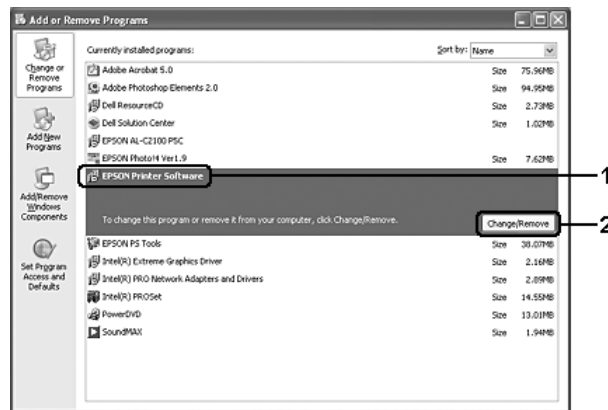 Add or Remove Programs
Change or
Remove
Programs
Add New
Programs
Add/Remove
Windows
Components
Set Program
Access and
Defaults
Currently installed programs:
Sort by: Name
Adobe Acrobat 5.0 Size 75.96MB
Adobe Photoshop Elements 2.0 Size 94.95MB
Dell ResourceCD Size 2.73MB
Dell Solution Center Size 1.02MB
EPSON AL-C2100 PSC
EPSON Photo!4 Ver1.9 Size 7.62MB
EPSON Printer Software 1
To change this program or remove it from your computer, click Change/Remove. Change/Remove 2
EPSON PS Tools Size 38.07MB
Intel(R) Extreme Graphics Driver Size 2.16MB
Intel(R) PRO Network Adapters and Drivers Size 2.89MB
Intel(R) PROSet Size 14.55MB
PowerDVD Size 13.01MB
SoundMAX Size 1.94MB